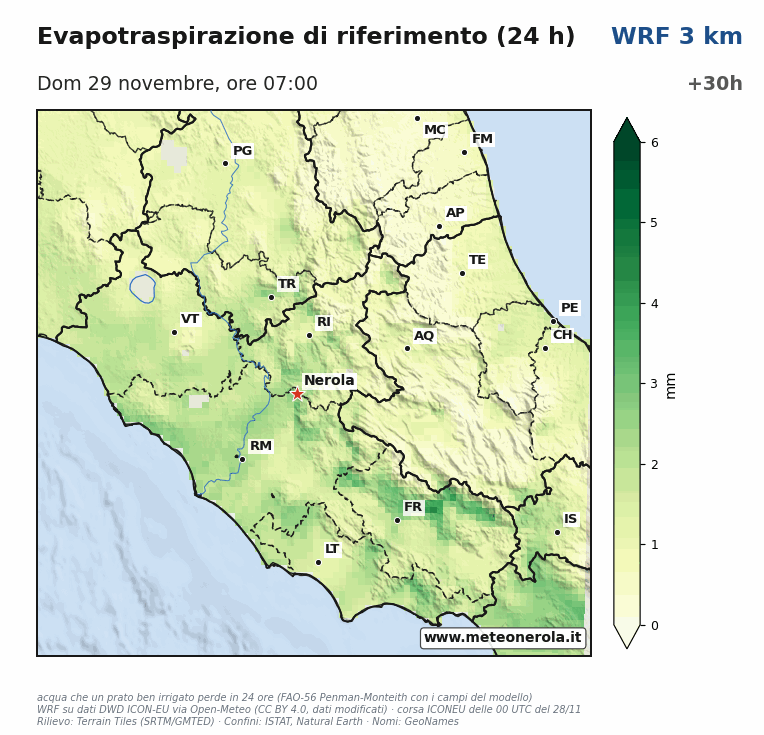 Evapotraspirazione di riferimento (24 h)
WRF 3 km
Dom 29 novembre, ore 07:00
+30h
MC
FM
PG
AP
TE
TR
PE
VT
RI
CH
AQ
Nerola
RM
FR
IS
LT
www.meteonerola.it
6
5
4
3
2
1
0
mm
acqua che un prato ben irrigato perde in 24 ore (FAO-56 Penman-Monteith con i campi del modello)
WRF su dati DWD ICON-EU via Open-Meteo (CC BY 4.0, dati modificati) · corsa ICONEU delle 00 UTC del 28/11
Rilievo: Terrain Tiles (SRTM/GMTED) · Confini: ISTAT, Natural Earth · Nomi: GeoNames